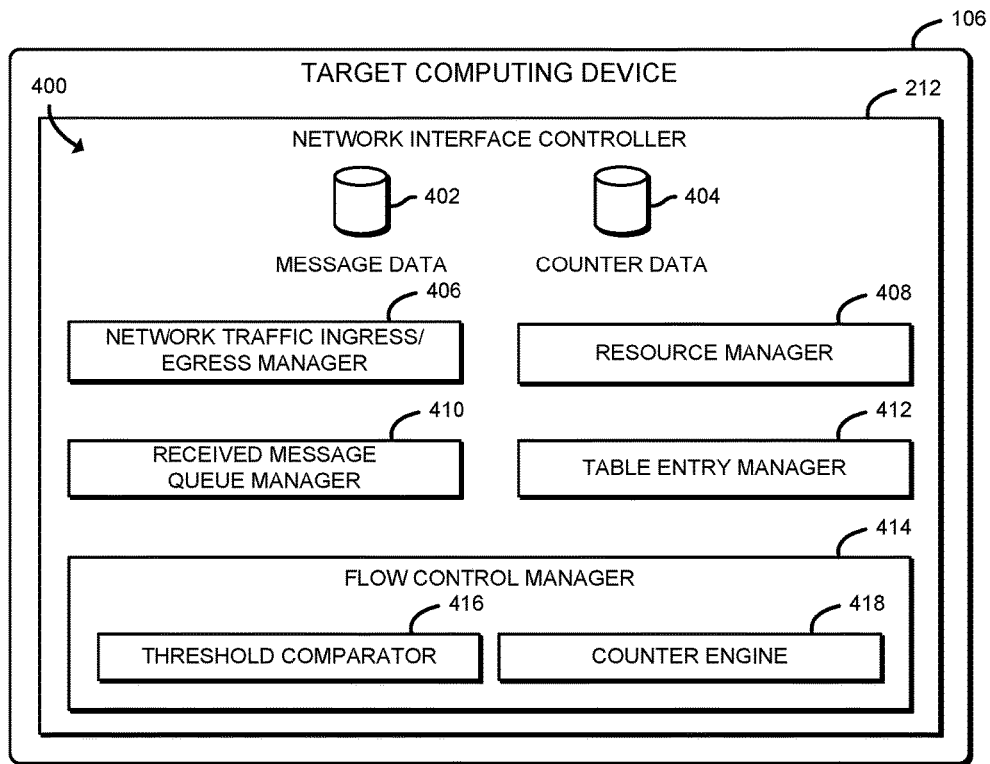 106
TARGET COMPUTING DEVICE
400
212
NETWORK INTERFACE CONTROLLER
402
404
MESSAGE DATA
COUNTER DATA
406
408
NETWORK TRAFFIC INGRESS/
EGRESS MANAGER
RESOURCE MANAGER
410
412
RECEIVED MESSAGE
QUEUE MANAGER
TABLE ENTRY MANAGER
414
FLOW CONTROL MANAGER
416
418
THRESHOLD COMPARATOR
COUNTER ENGINE